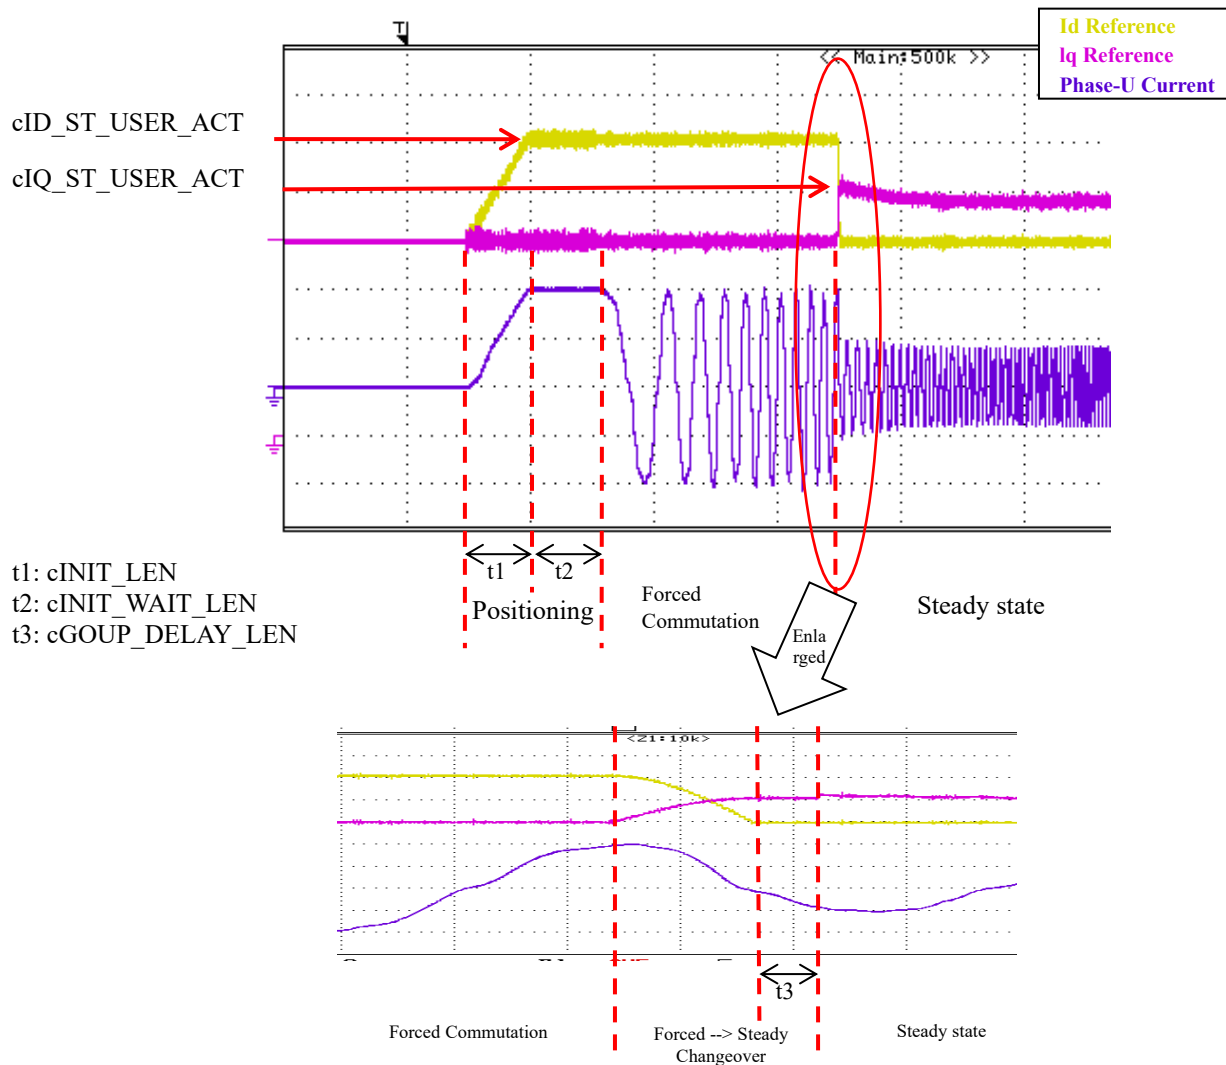 T
Id Reference
Iq Reference
Phase-U Current
<< Main:500k >>
cID_ST_USER_ACT
cIQ_ST_USER_ACT
t1
t2
t1: cINIT_LEN
t2: cINIT_WAIT_LEN
t3: cGOUP_DELAY_LEN
Positioning
Forced
Commutation
Steady state
Enla
rged
<Z1:10k>
t3
Forced Commutation
Forced --> Steady
Changeover
Steady state